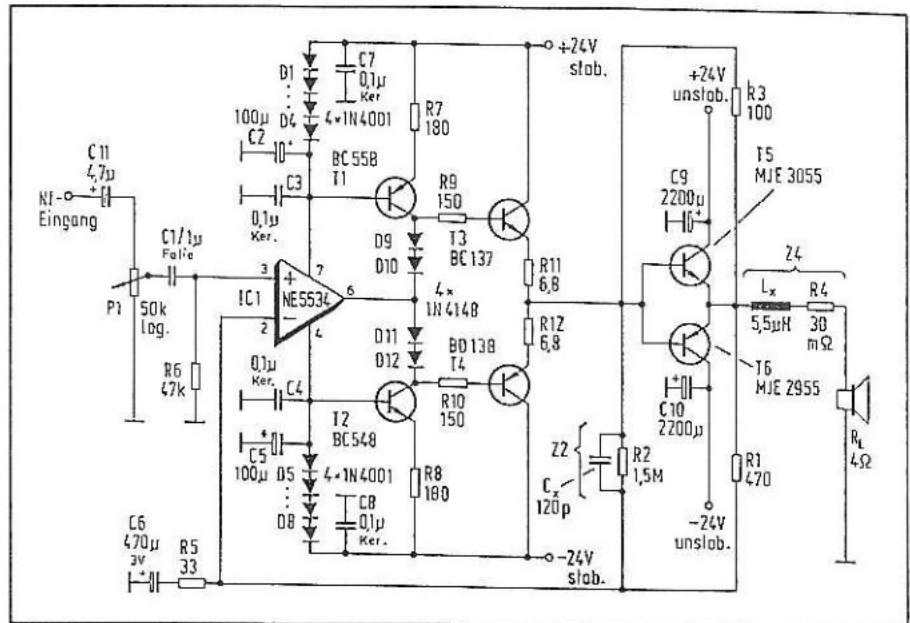 D1
D4
4×1N4001
C7
0,1µ
Ker.
R7
180
+24V
stab.
+24V
unstab.
R3
100
100µ
C2
+
C11
4,7µ
+
NF-
Eingang
C3
0,1µ
Ker.
BC558
T1
R9
150
T3
BC137
C9
2200µ
+
T5
MJE 3055
C1/1µ
Folie
D9
D10
P1
50k
log.
3
+
7
IC1
NE5534
6
2
−
4
4×
1N4148
R11
6,8
R12
6,8
Z4
Lx
5,5µH
R4
30
mΩ
R6
47k
D11
D12
BD138
T4
R10
150
0,1µ
Ker.
C4
T2
BC548
C10
2200µ
+
T6
MJE 2955
RL
4Ω
C5
100µ
+
D5
D8
4×1N4001
C8
0,1µ
Ker.
R8
180
Z2
Cx
120p
R2
1,5M
R1
470
−24V
unstab.
−24V
stab.
C6
470µ
3V
+
R5
33